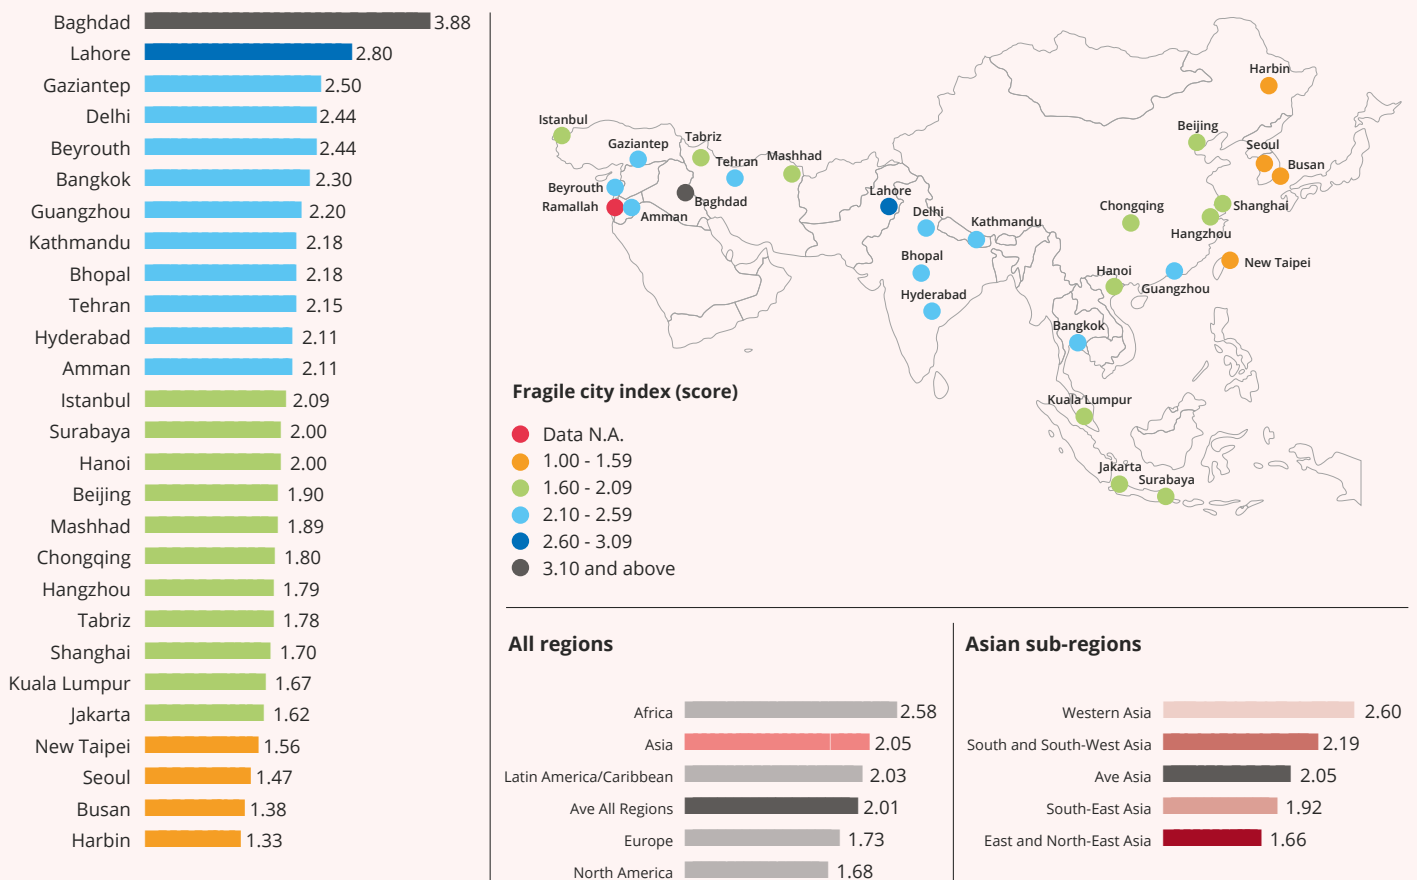 Baghdad 3.88
Lahore 2.80
Gaziantep 2.50
Delhi 2.44
Beyrouth 2.44
Bangkok 2.30
Guangzhou 2.20
Kathmandu 2.18
Bhopal 2.18
Tehran 2.15
Hyderabad 2.11
Amman 2.11
Istanbul 2.09
Surabaya 2.00
Hanoi 2.00
Beijing 1.90
Mashhad 1.89
Chongqing 1.80
Hangzhou 1.79
Tabriz 1.78
Shanghai 1.70
Kuala Lumpur 1.67
Jakarta 1.62
New Taipei 1.56
Seoul 1.47
Busan 1.38
Harbin 1.33
Harbin
Istanbul
Beijing
Tabriz
Gaziantep
Seoul
Mashhad
Tehran
Busan
Beyrouth
Lahore
Baghdad
Ramallah
Chongqing
Shanghai
Delhi
Amman
Kathmandu
Hangzhou
Bhopal
New Taipei
Hanoi
Guangzhou
Hyderabad
Bangkok
Kuala Lumpur
Jakarta
Surabaya
Fragile city index (score)
Data N.A.
1.00 - 1.59
1.60 - 2.09
2.10 - 2.59
2.60 - 3.09
3.10 and above
All regions
Africa 2.58
Asia 2.05
Latin America/Caribbean 2.03
Ave All Regions 2.01
Europe 1.73
North America 1.68
Asian sub-regions
Western Asia 2.60
South and South-West Asia 2.19
Ave Asia 2.05
South-East Asia 1.92
East and North-East Asia 1.66